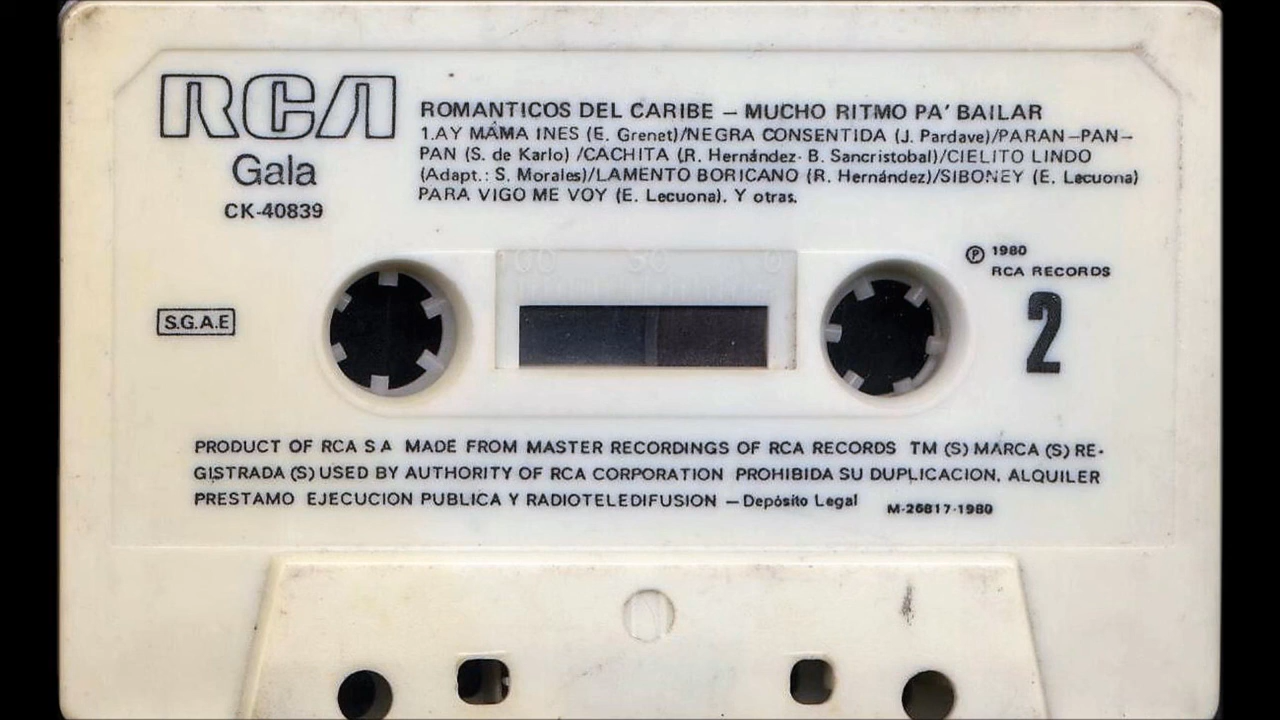 RCA
Gala
CK-40839
ROMANTICOS DEL CARIBE – MUCHO RITMO PA' BAILAR
1.AY MAMA INES (E. Grenet)/NEGRA CONSENTIDA (J. Pardave)/PARAN–PAN–
PAN (S. de Karlo) /CACHITA (R. Hernández- B. Sancristobal)/CIELITO LINDO
(Adapt.: S. Morales)/LAMENTO BORICANO (R. Hernández)/SIBONEY (E. Lecuona)
PARA VIGO ME VOY (E. Lecuona). Y otras.
Ⓟ 1980
RCA RECORDS
S.G.A.E
2
PRODUCT OF RCA S A MADE FROM MASTER RECORDINGS OF RCA RECORDS TM (S) MARCA (S) RE-
GISTRADA (S) USED BY AUTHORITY OF RCA CORPORATION PROHIBIDA SU DUPLICACION, ALQUILER
PRESTAMO EJECUCION PUBLICA Y RADIOTELEDIFUSION – Depósito Legal M-26817-1980